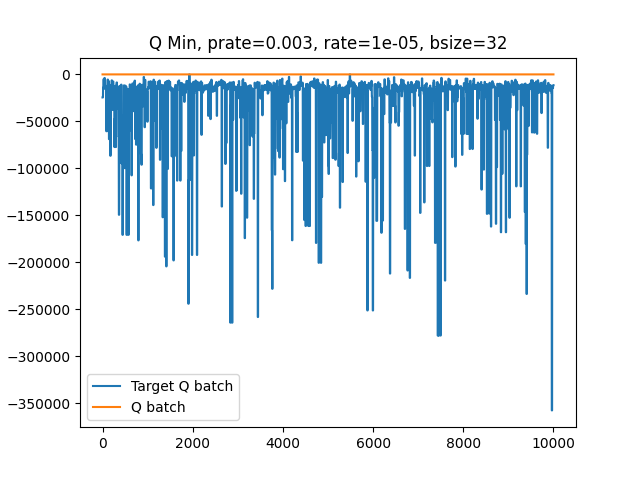 Q Min, prate=0.003, rate=1e-05, bsize=32
0
−50000
−100000
−150000
−200000
−250000
−300000
−350000
Target Q batch
Q batch
0 2000 4000 6000 8000 10000